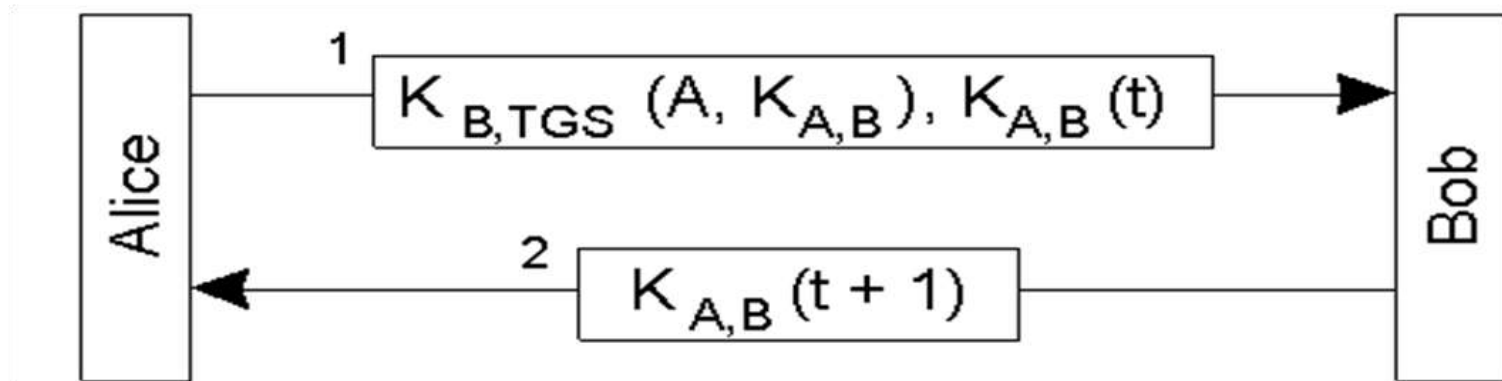 Alice
1
K B,TGS (A, K A,B ), K A,B (t)
2
K A,B (t + 1)
Bob